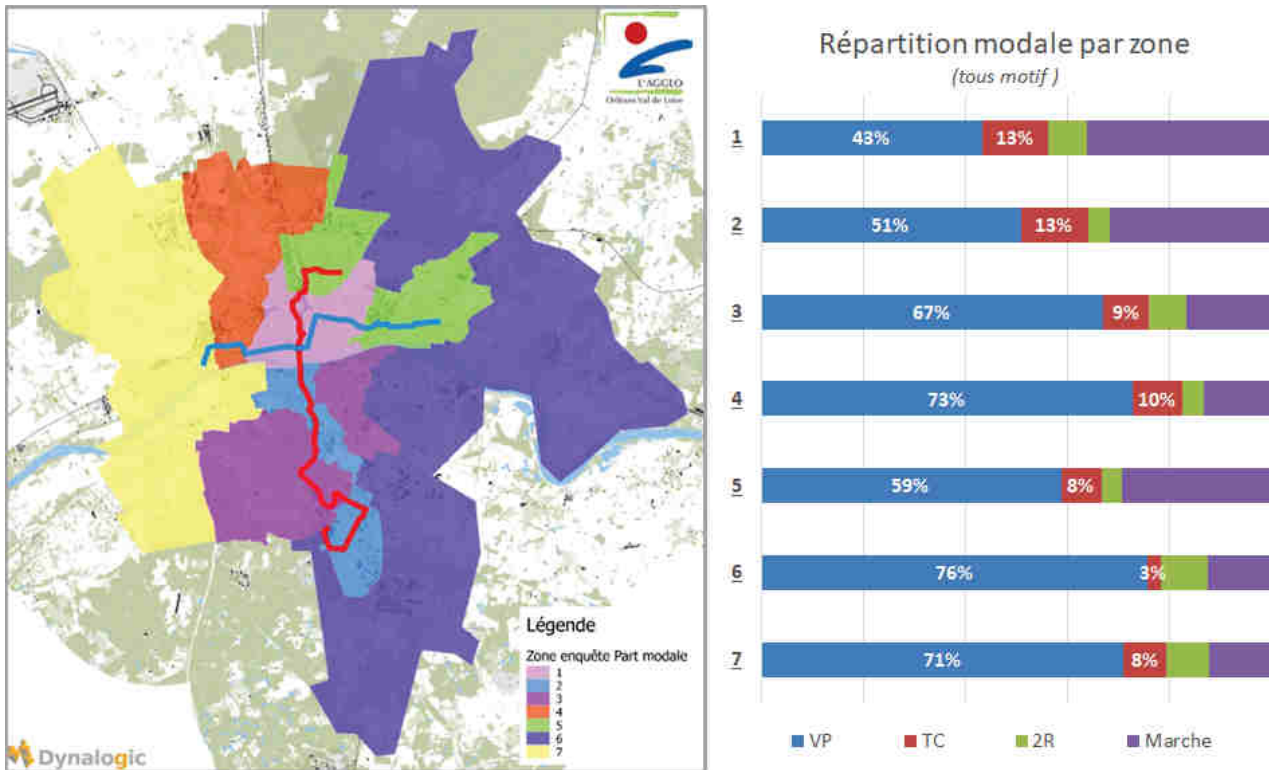 L'AGGLO
Orléans Val de Loire
Légende
Zone enquête Part modale
1
2
3
4
5
6
7
Dynalogic
Répartition modale par zone
(tous motif )
1 43% 13%
2 51% 13%
3 67% 9%
4 73% 10%
5 59% 8%
6 76% 3%
7 71% 8%
VP TC 2R Marche